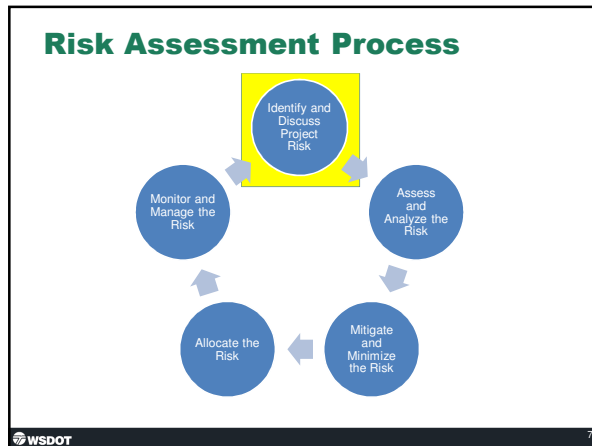 Risk Assessment Process
Identify and
Discuss
Project
Risk
Assess
and
Analyze the
Risk
Mitigate
and
Minimize
the Risk
Allocate the
Risk
Monitor and
Manage the
Risk
WSDOT
7